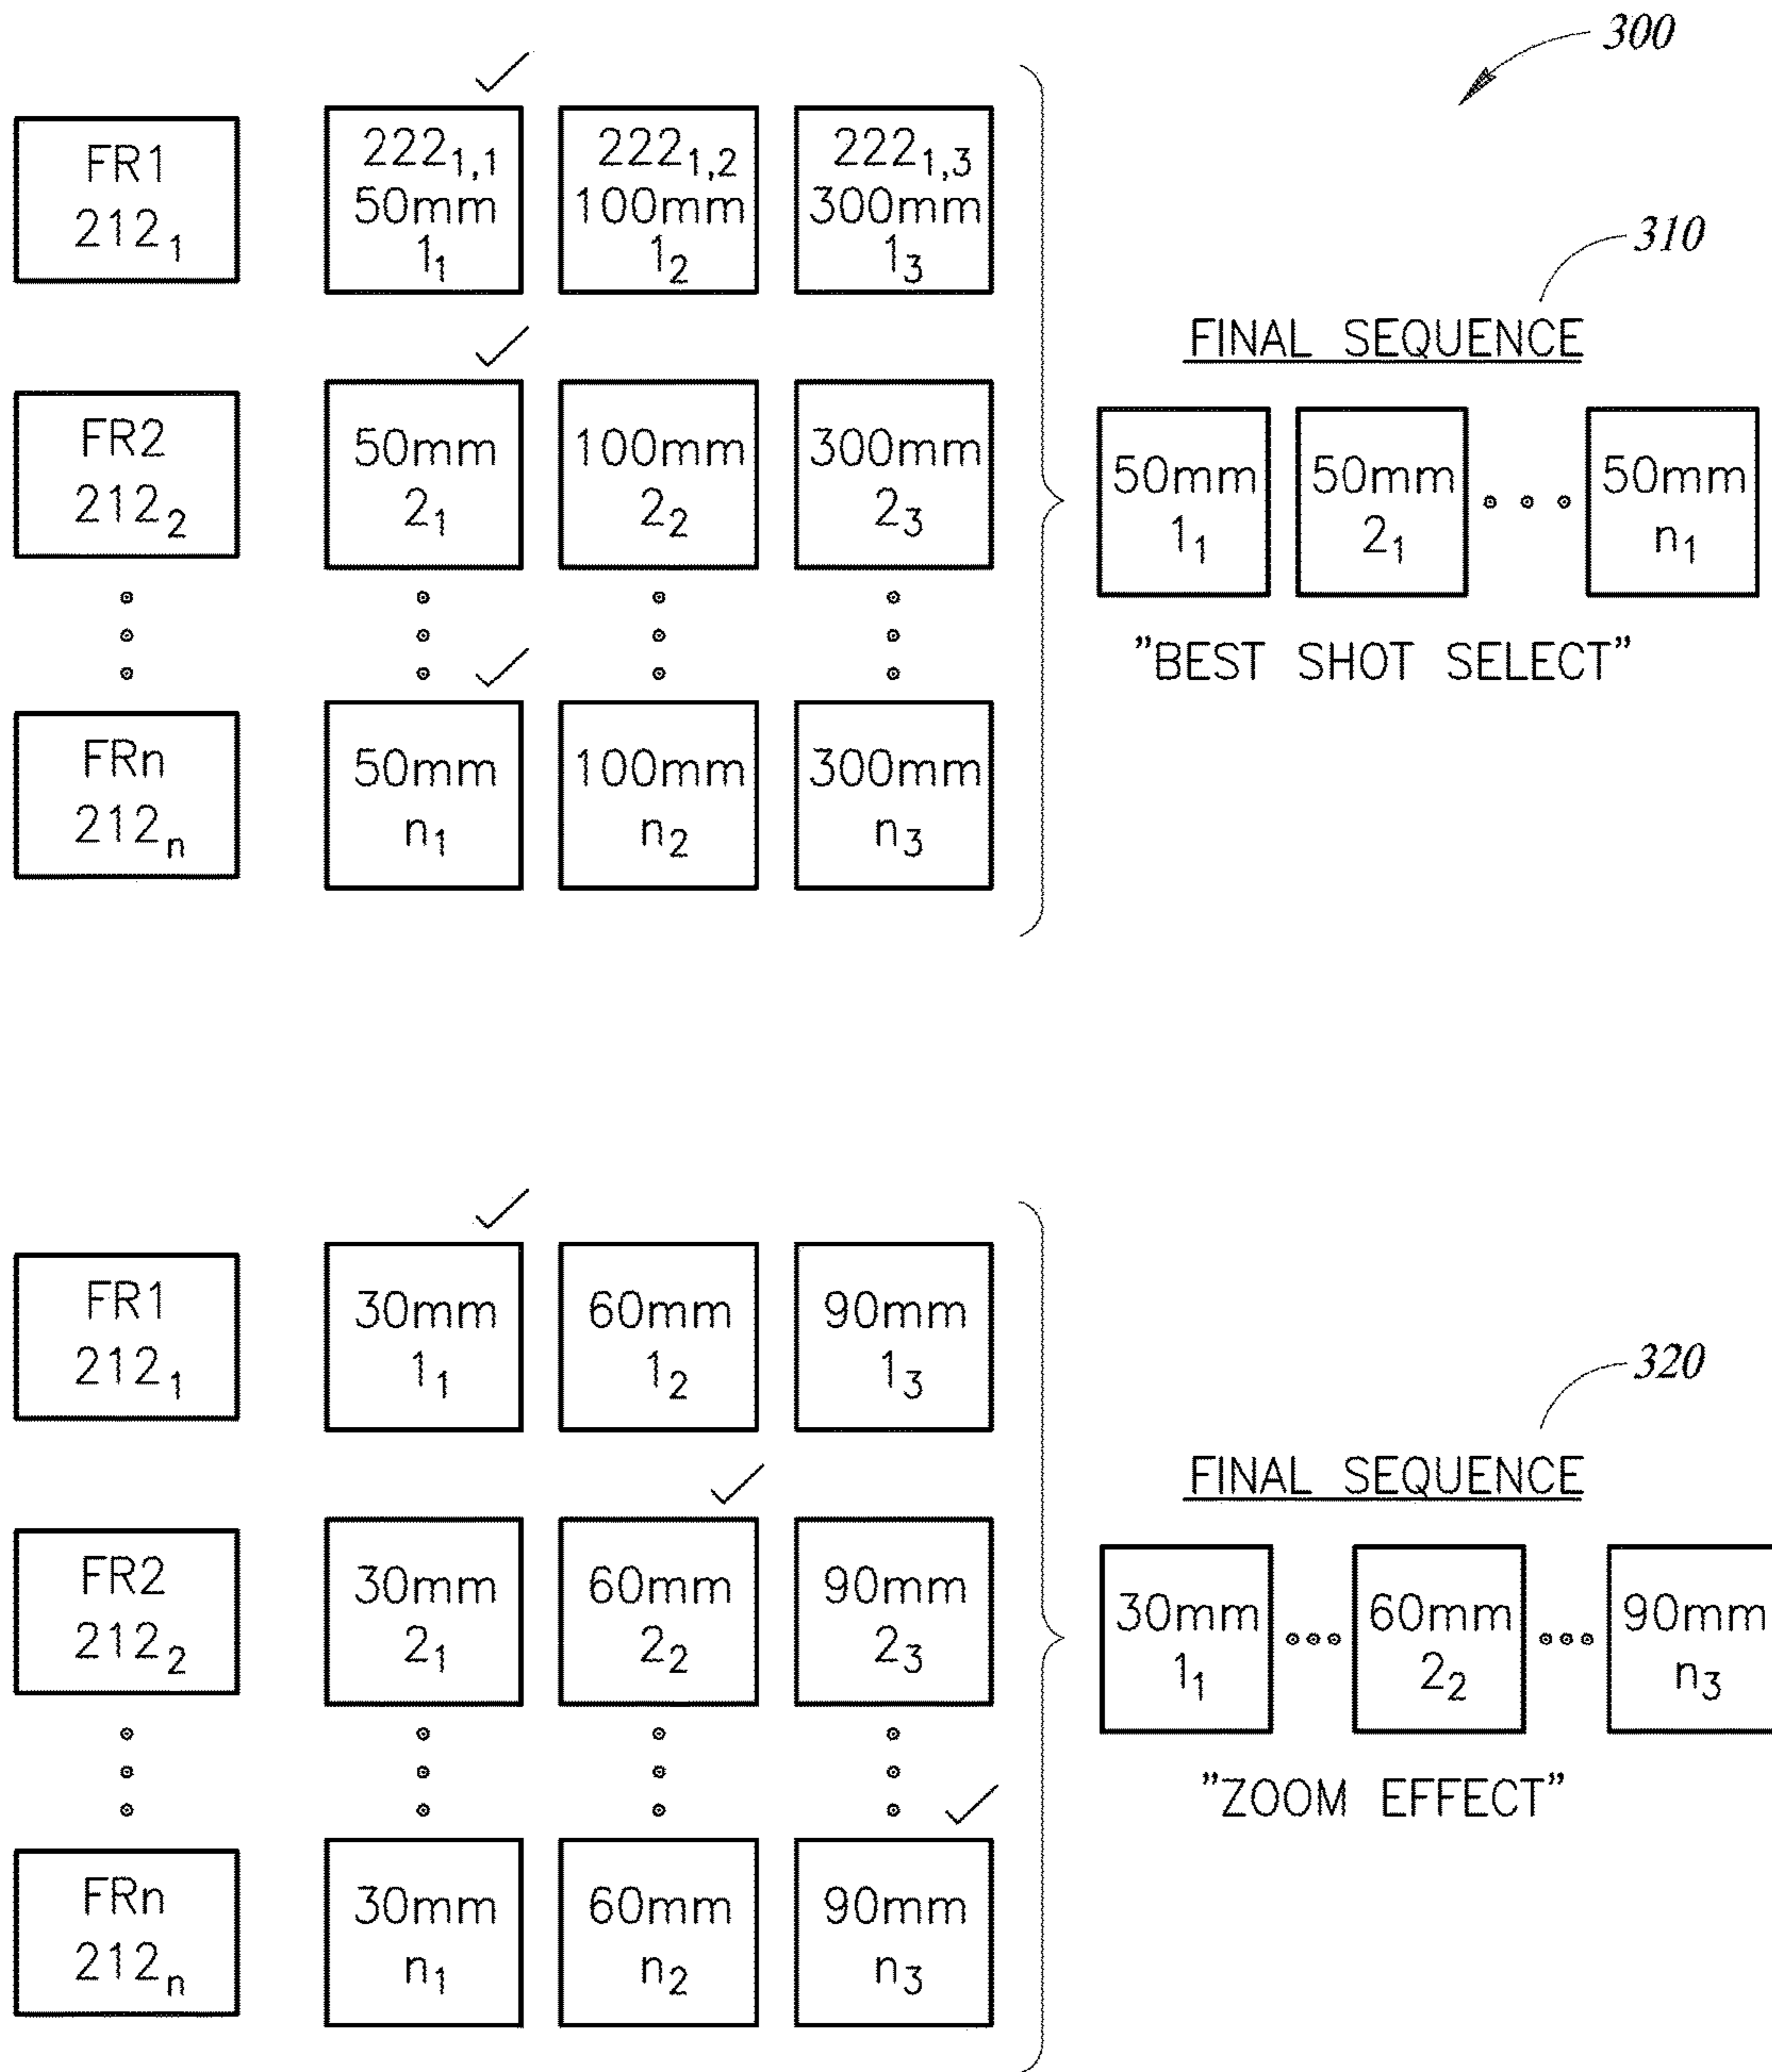 300
FR1
212₁
222₁,₁
50mm
1₁
222₁,₂
100mm
1₂
222₁,₃
300mm
1₃
310
FINAL SEQUENCE
FR2
212₂
50mm
2₁
100mm
2₂
300mm
2₃
50mm
1₁
50mm
2₁
50mm
n₁
"BEST SHOT SELECT"
FRn
212ₙ
50mm
n₁
100mm
n₂
300mm
n₃
FR1
212₁
30mm
1₁
60mm
1₂
90mm
1₃
320
FINAL SEQUENCE
FR2
212₂
30mm
2₁
60mm
2₂
90mm
2₃
30mm
1₁
60mm
2₂
90mm
n₃
"ZOOM EFFECT"
FRn
212ₙ
30mm
n₁
60mm
n₂
90mm
n₃